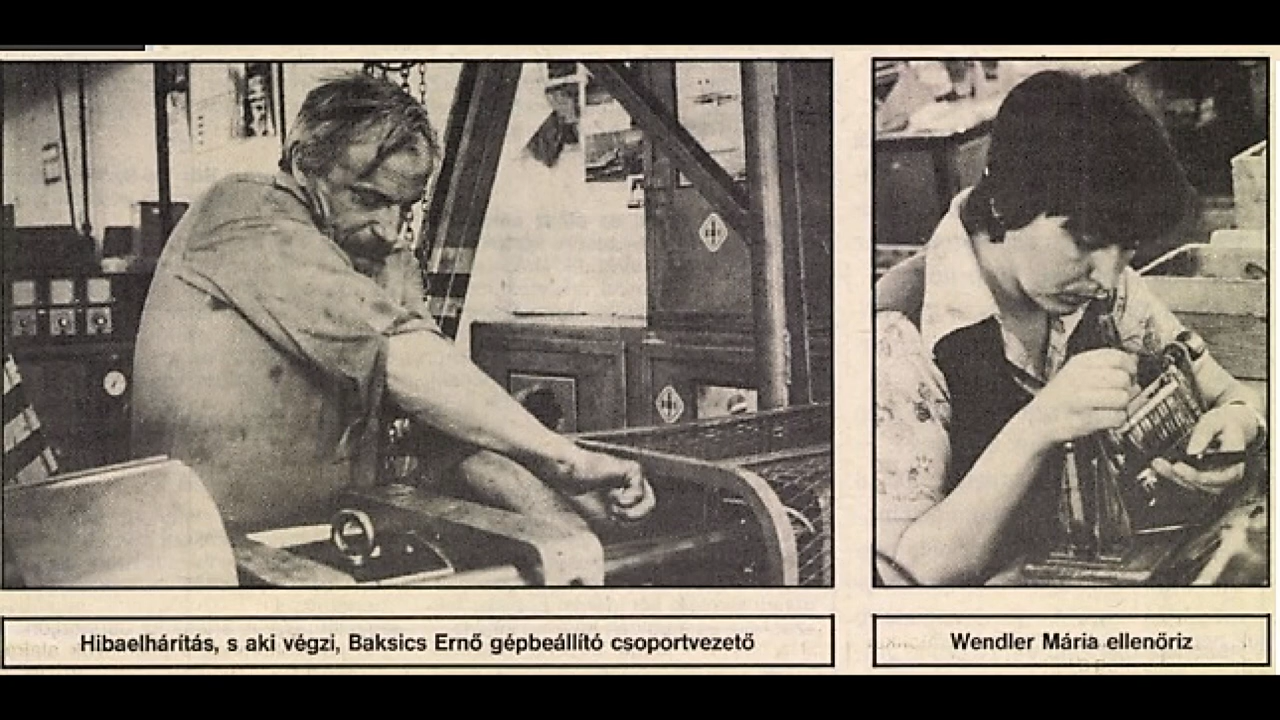 Hibaelhárítás, s aki végzi, Baksics Ernő gépbeállító csoportvezető
Wendler Mária ellenőriz